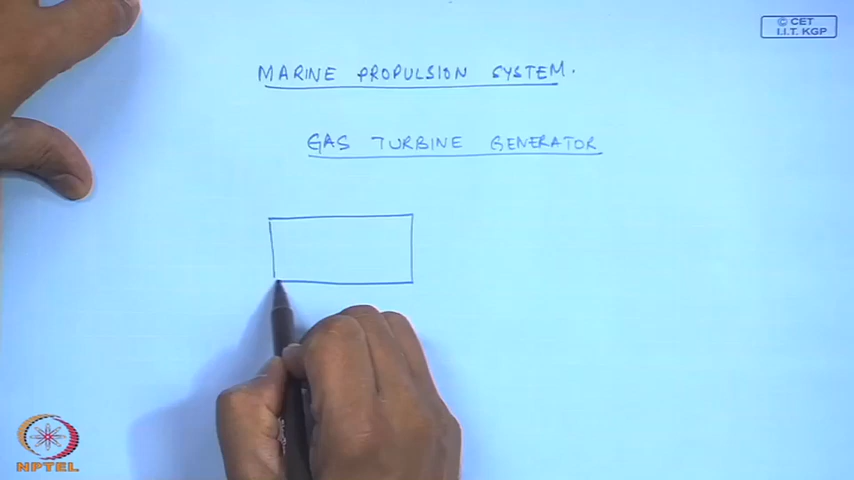 © CET
I.I.T. KGP
MARINE PROPULSION SYSTEM.
GAS TURBINE GENERATOR
NPTEL